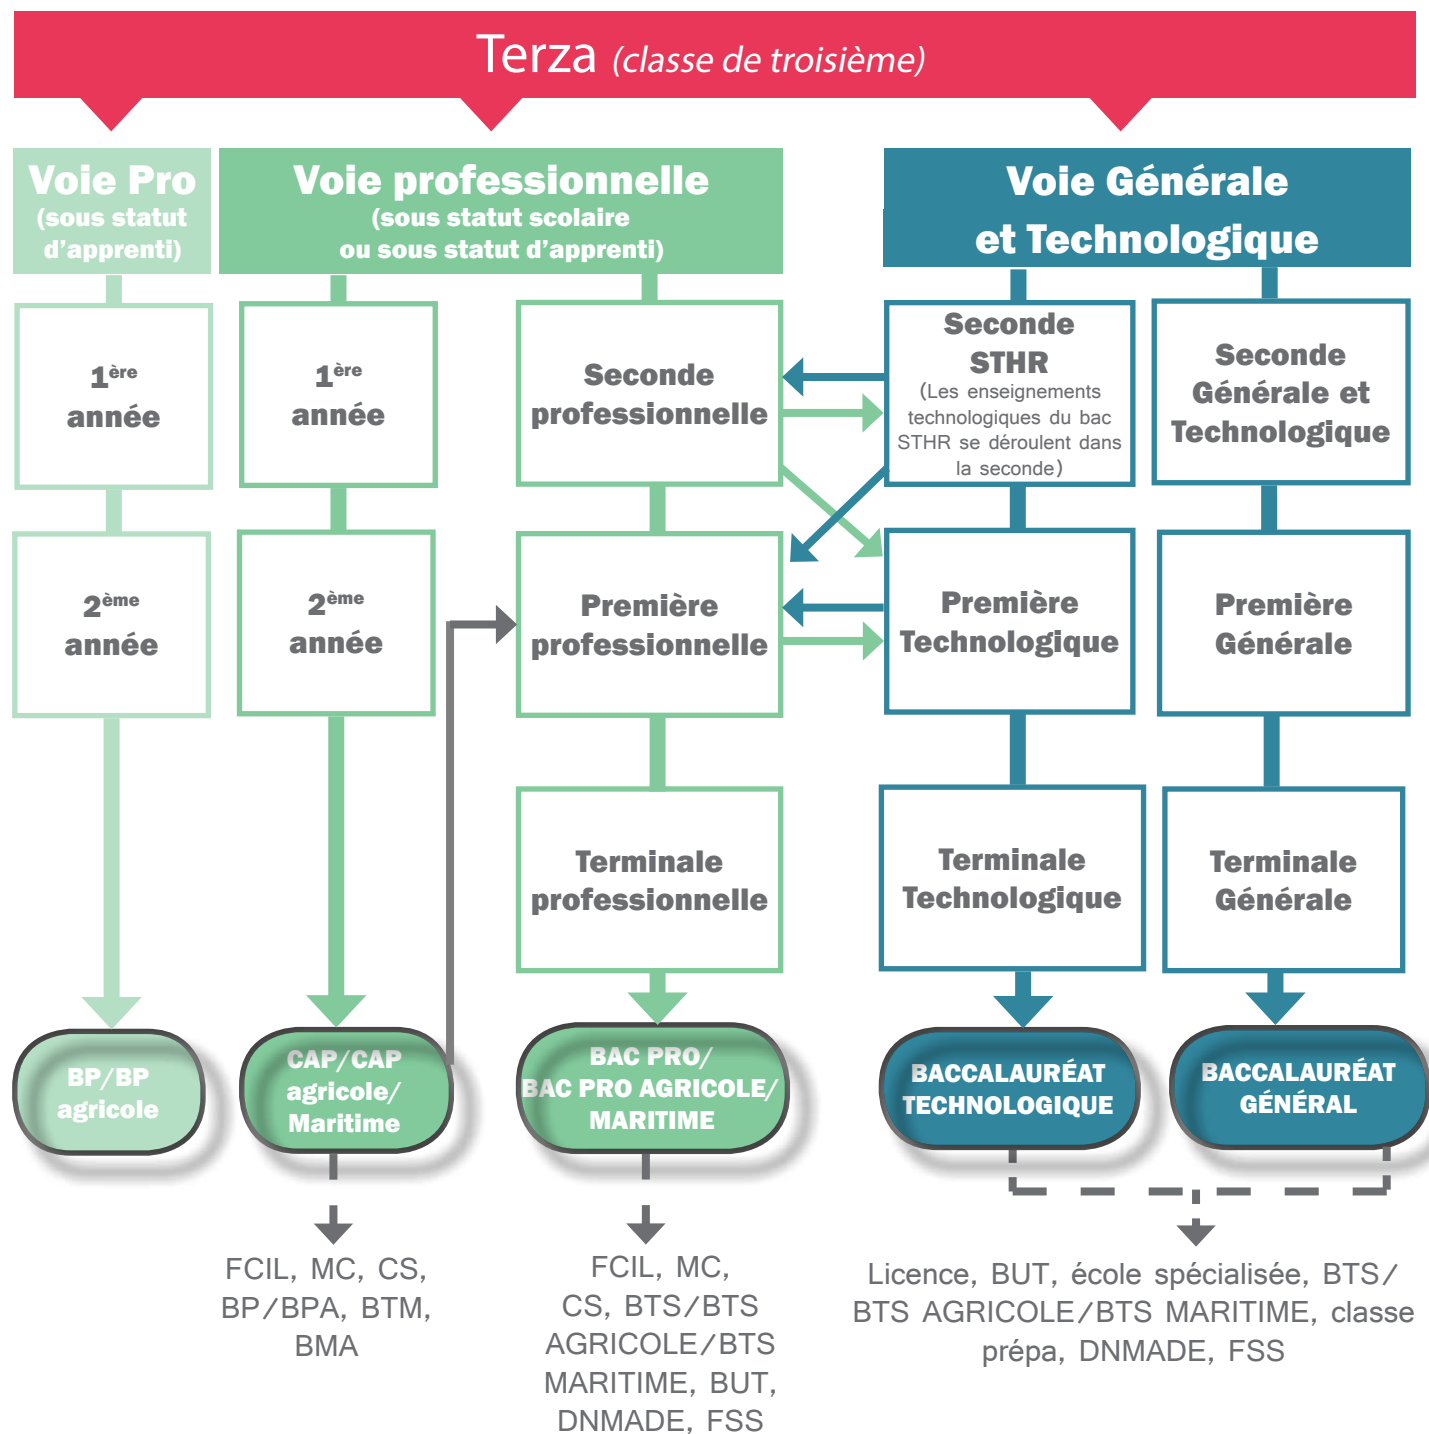 Terza (classe de troisième)
Voie Pro
(sous statut
d'apprenti)
Voie professionnelle
(sous statut scolaire
ou sous statut d'apprenti)
Voie Générale
et Technologique
1ère
année
1ère
année
Seconde
professionnelle
Seconde
STHR
(Les enseignements
technologiques du bac
STHR se déroulent dans
la seconde)
Seconde
Générale et
Technologique
2ème
année
2ème
année
Première
professionnelle
Première
Technologique
Première
Générale
Terminale
professionnelle
Terminale
Technologique
Terminale
Générale
BP/BP
agricole
CAP/CAP
agricole/
Maritime
BAC PRO/
BAC PRO AGRICOLE/
MARITIME
BACCALAURÉAT
TECHNOLOGIQUE
BACCALAURÉAT
GÉNÉRAL
FCIL, MC, CS,
BP/BPA, BTM,
BMA
FCIL, MC,
CS, BTS/BTS
AGRICOLE/BTS
MARITIME, BUT,
DNMADE, FSS
Licence, BUT, école spécialisée, BTS/
BTS AGRICOLE/BTS MARITIME, classe
prépa, DNMADE, FSS